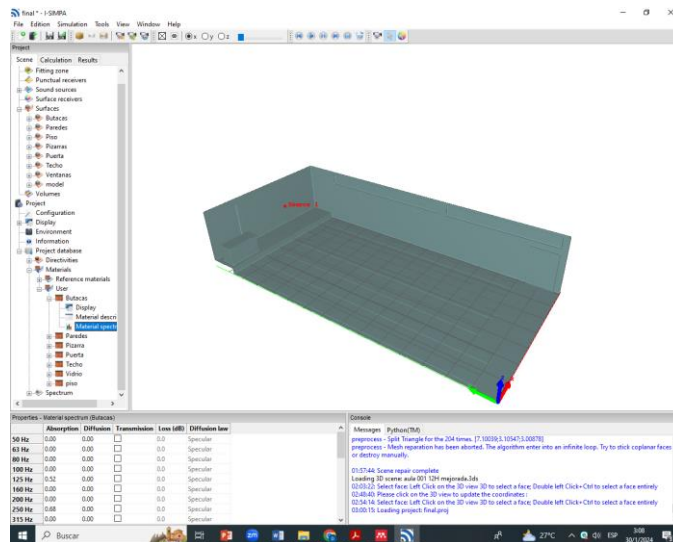 final * - I-SIMPA
File Edition Simulation Tools View Window Help
x y z
Project
Scene Calculation Results
Fitting zone
Punctual receivers
Sound sources
Surface receivers
Surfaces
Butacas
Paredes
Piso
Pizarras
Puerta
Techo
Ventanas
model
Volumes
Project
Configuration
Display
Environment
Information
Project database
Directivities
Materials
Reference materials
User
Butacas
Display
Material descri
Material spectr
Paredes
Pizarra
Puerta
Techo
Vidrio
piso
Spectrum
Properties - Material spectrum (Butacas)
Absorption Diffusion Transmission Loss (dB) Diffusion law
50 Hz 0.00 0.00 0.0 Specular
63 Hz 0.00 0.00 0.0 Specular
80 Hz 0.00 0.00 0.0 Specular
100 Hz 0.00 0.00 0.0 Specular
125 Hz 0.52 0.00 0.0 Specular
160 Hz 0.00 0.00 0.0 Specular
200 Hz 0.00 0.00 0.0 Specular
250 Hz 0.68 0.00 0.0 Specular
315 Hz 0.00 0.00 0.0 Specular
Console
Messages Python(TM)
preprocess - Split Triangle for the 204 times. [7.10039;3.10547;3.00878]
preprocess - Mesh reparation has been aborted. The algorithm enter into an infinite loop. Try to stick coplanar faces
or destroy manually.
01:57:44: Scene repair complete
Loading 3D scene: aule 001 12H mejorada.3ds
02:03:22: Select face: Left Click on the 3D view 3D to select a face; Double left Click+Ctrl to select a face entirely
02:48:40: Please click on the 3D view to update the coordinates :
02:54:14: Select face: Left Click on the 3D view 3D to select a face; Double left Click+Ctrl to select a face entirely
03:00:15: Loading project: final.proj
Buscar
27°C
ESP
3:08
30/1/2024